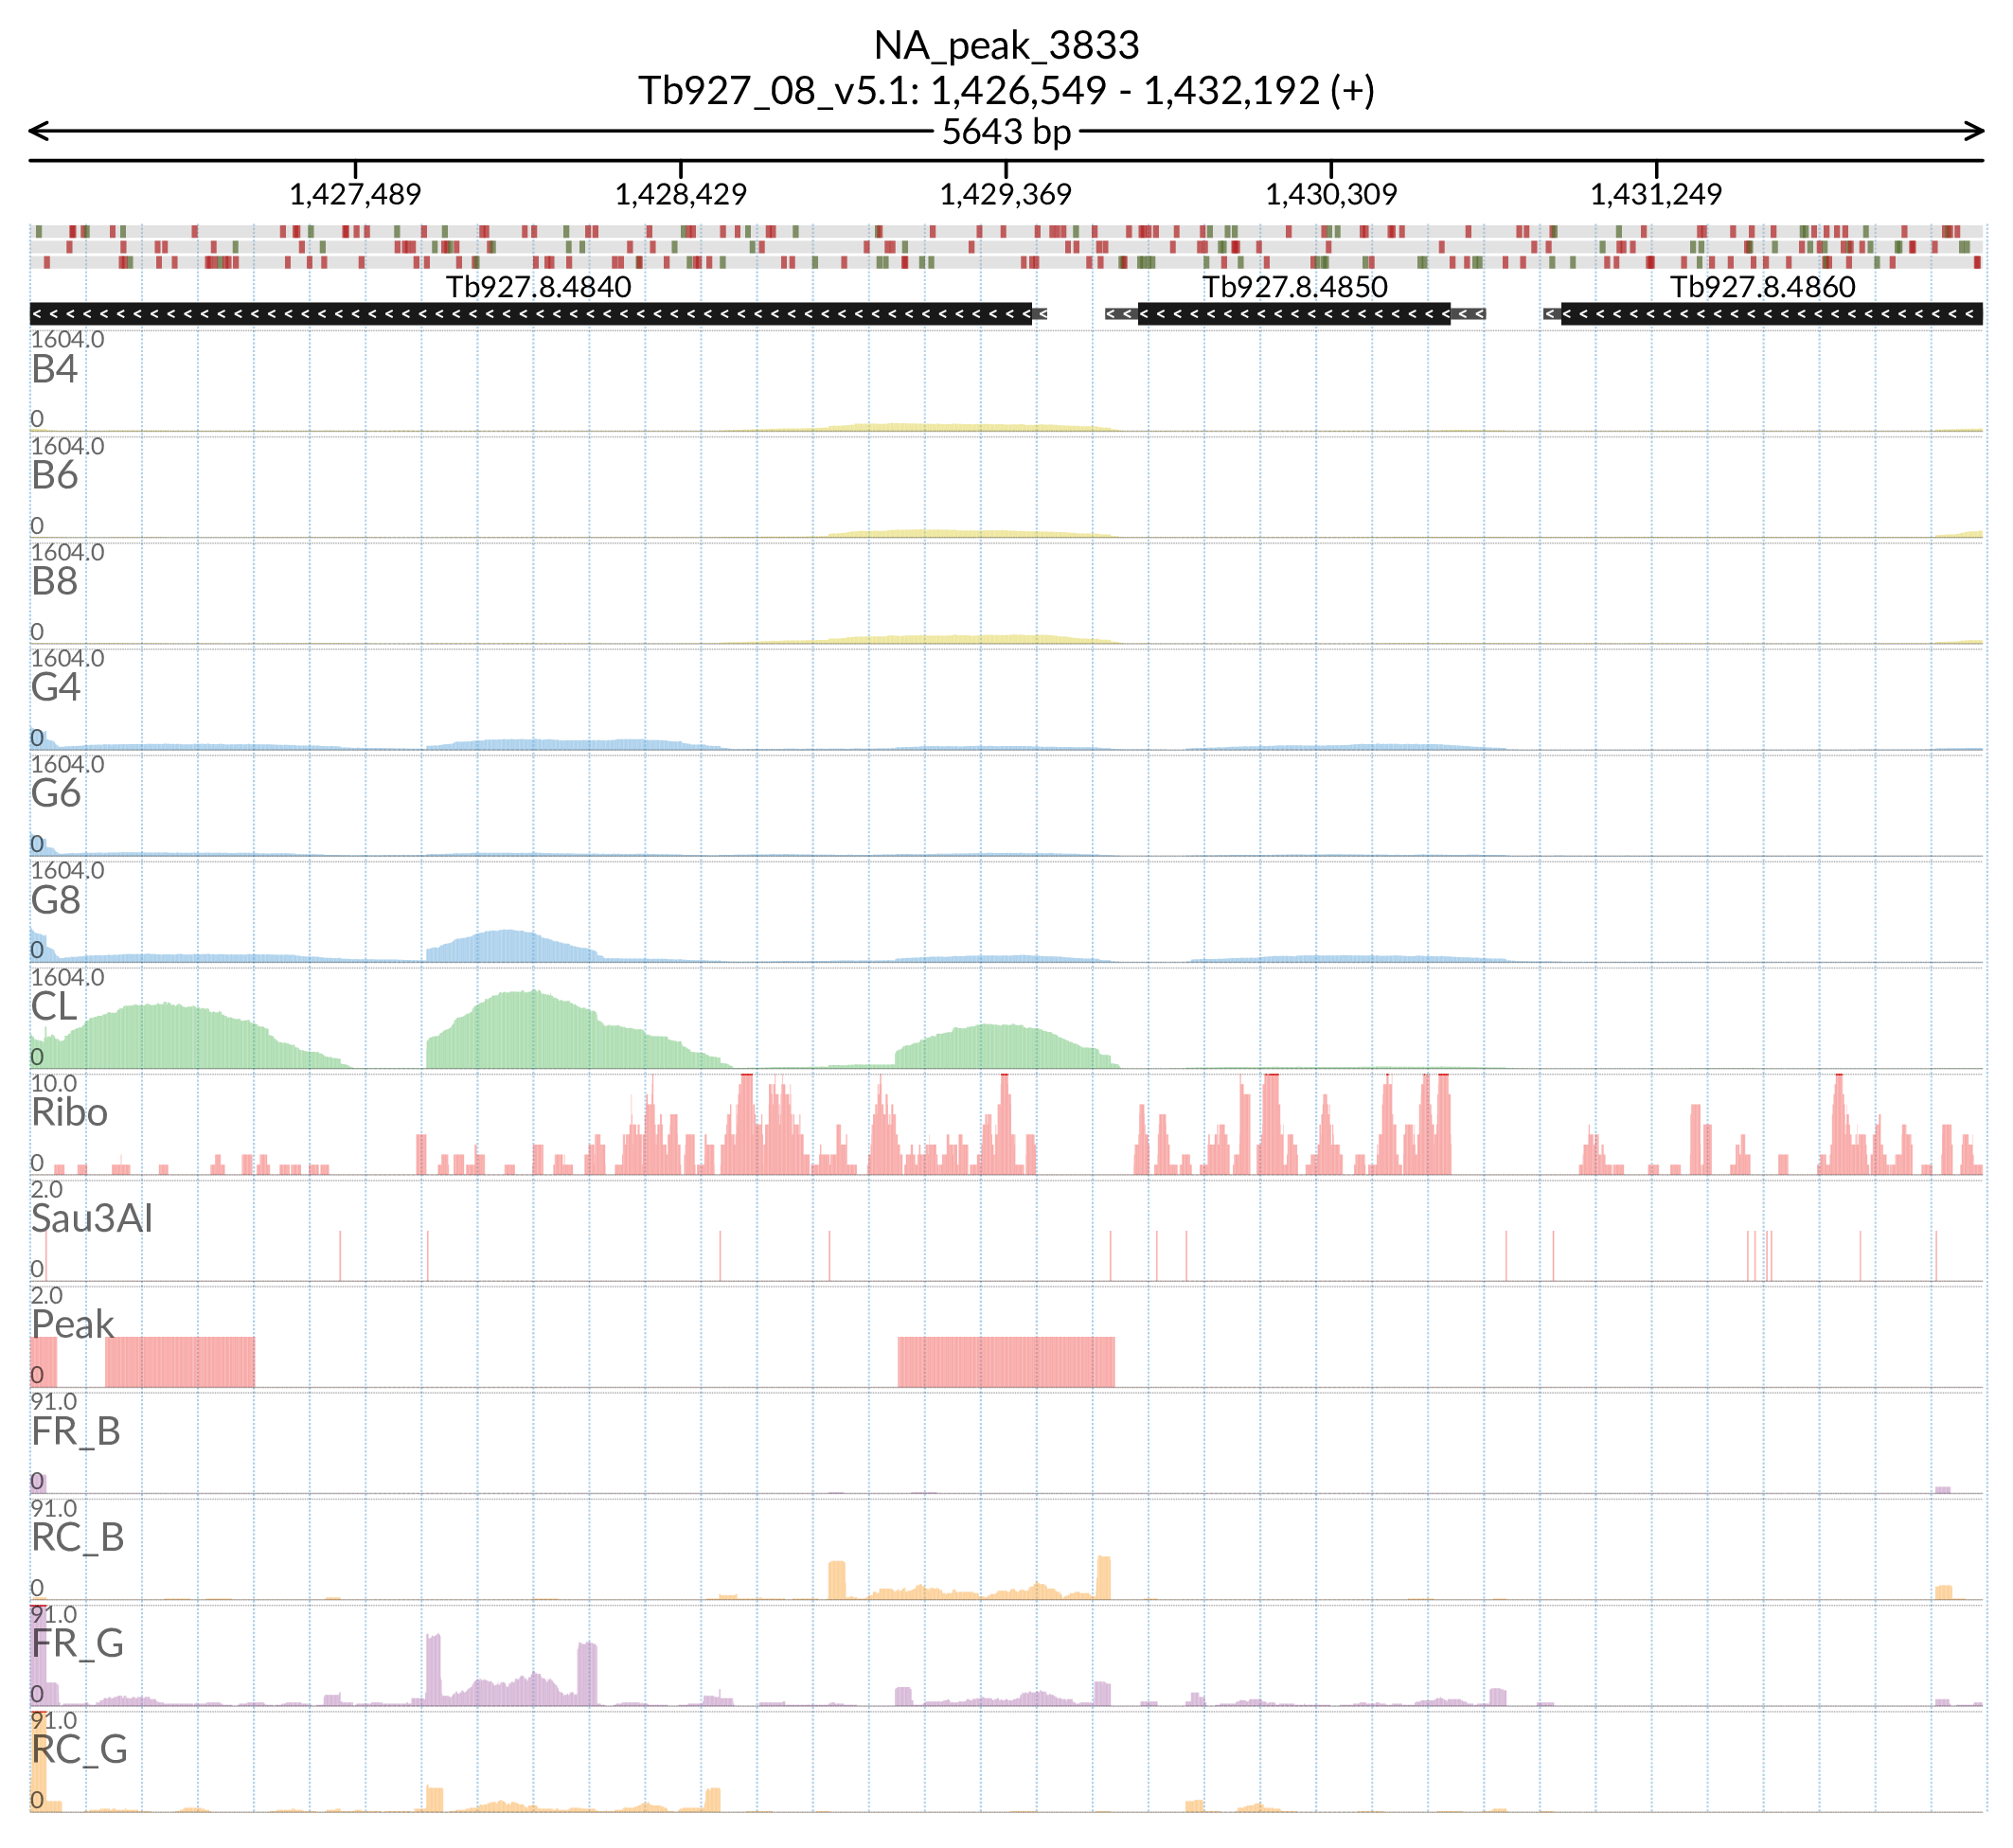 NA_peak_3833
Tb927_08_v5.1: 1,426,549 - 1,432,192 (+)
5643 bp
1,427,489 1,428,429 1,429,369 1,430,309 1,431,249
Tb927.8.4840 Tb927.8.4850 Tb927.8.4860
1604.0
B4
0
1604.0
B6
0
1604.0
B8
0
1604.0
G4
0
1604.0
G6
0
1604.0
G8
0
1604.0
CL
0
10.0
Ribo
0
2.0
Sau3AI
0
2.0
Peak
0
91.0
FR_B
0
91.0
RC_B
0
91.0
FR_G
0
91.0
RC_G
0